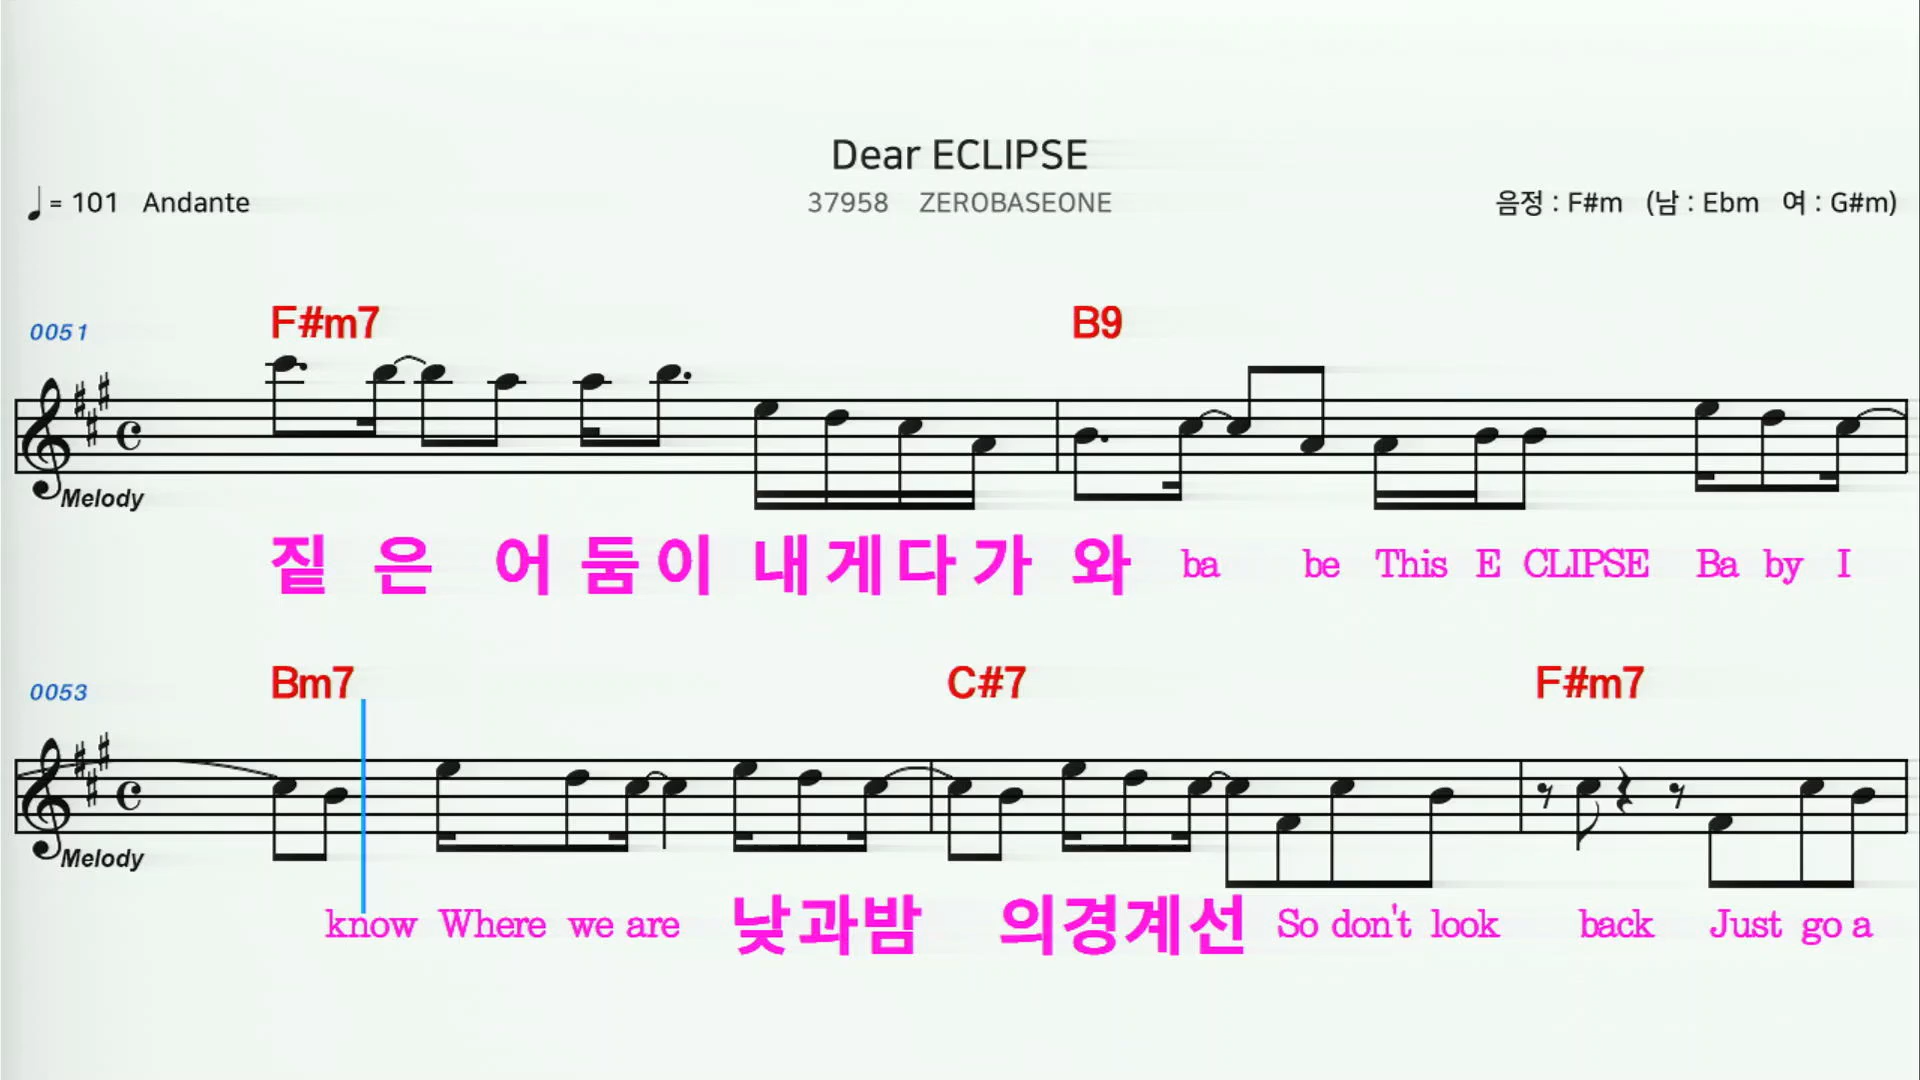 Dear ECLIPSE
♩= 101 Andante 37958 ZEROBASEONE 음정 : F#m (남 : Ebm 여 : G#m)
0051 F#m7 B9
Melody
짙 은 어 둠 이 내 게 다 가 와 ba be This E CLIPSE Ba by I
0053 Bm7 C#7 F#m7
Melody
know Where we are 낮 과 밤 의 경 계 선 So don't look back Just go a